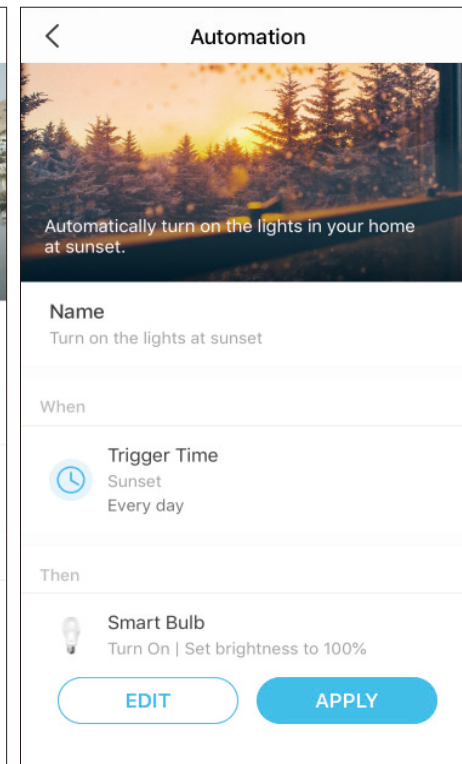 Automation
Automatically turn on the lights in your home
at sunset.
Name
Turn on the lights at sunset
When
Trigger Time
Sunset
Every day
Then
Smart Bulb
Turn On | Set brightness to 100%
EDIT
APPLY